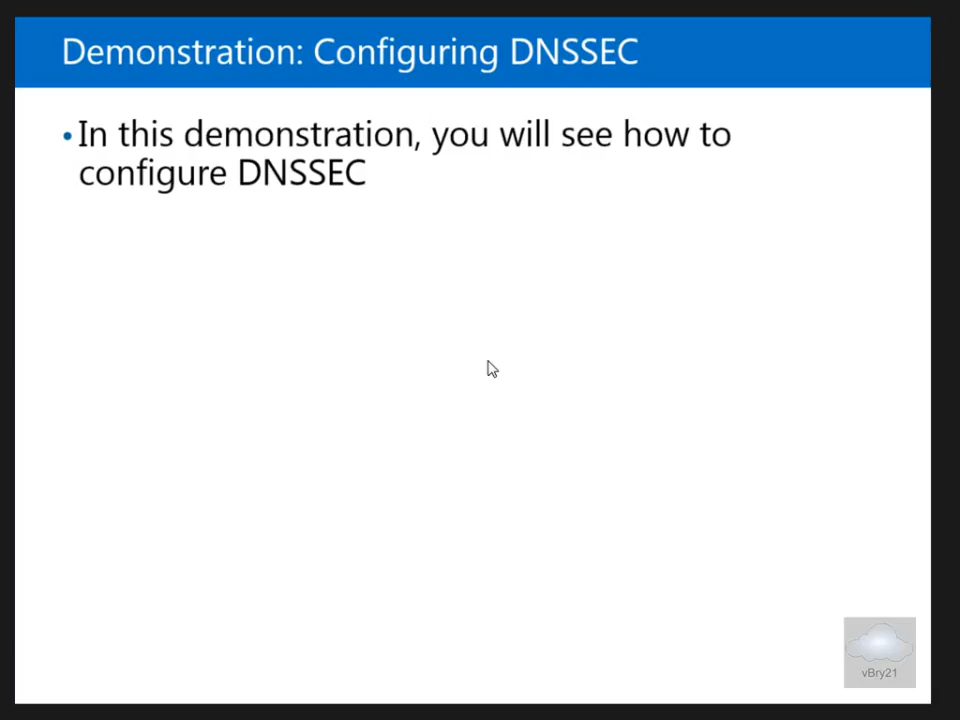 Demonstration: Configuring DNSSEC
• In this demonstration, you will see how to
configure DNSSEC
vBry21